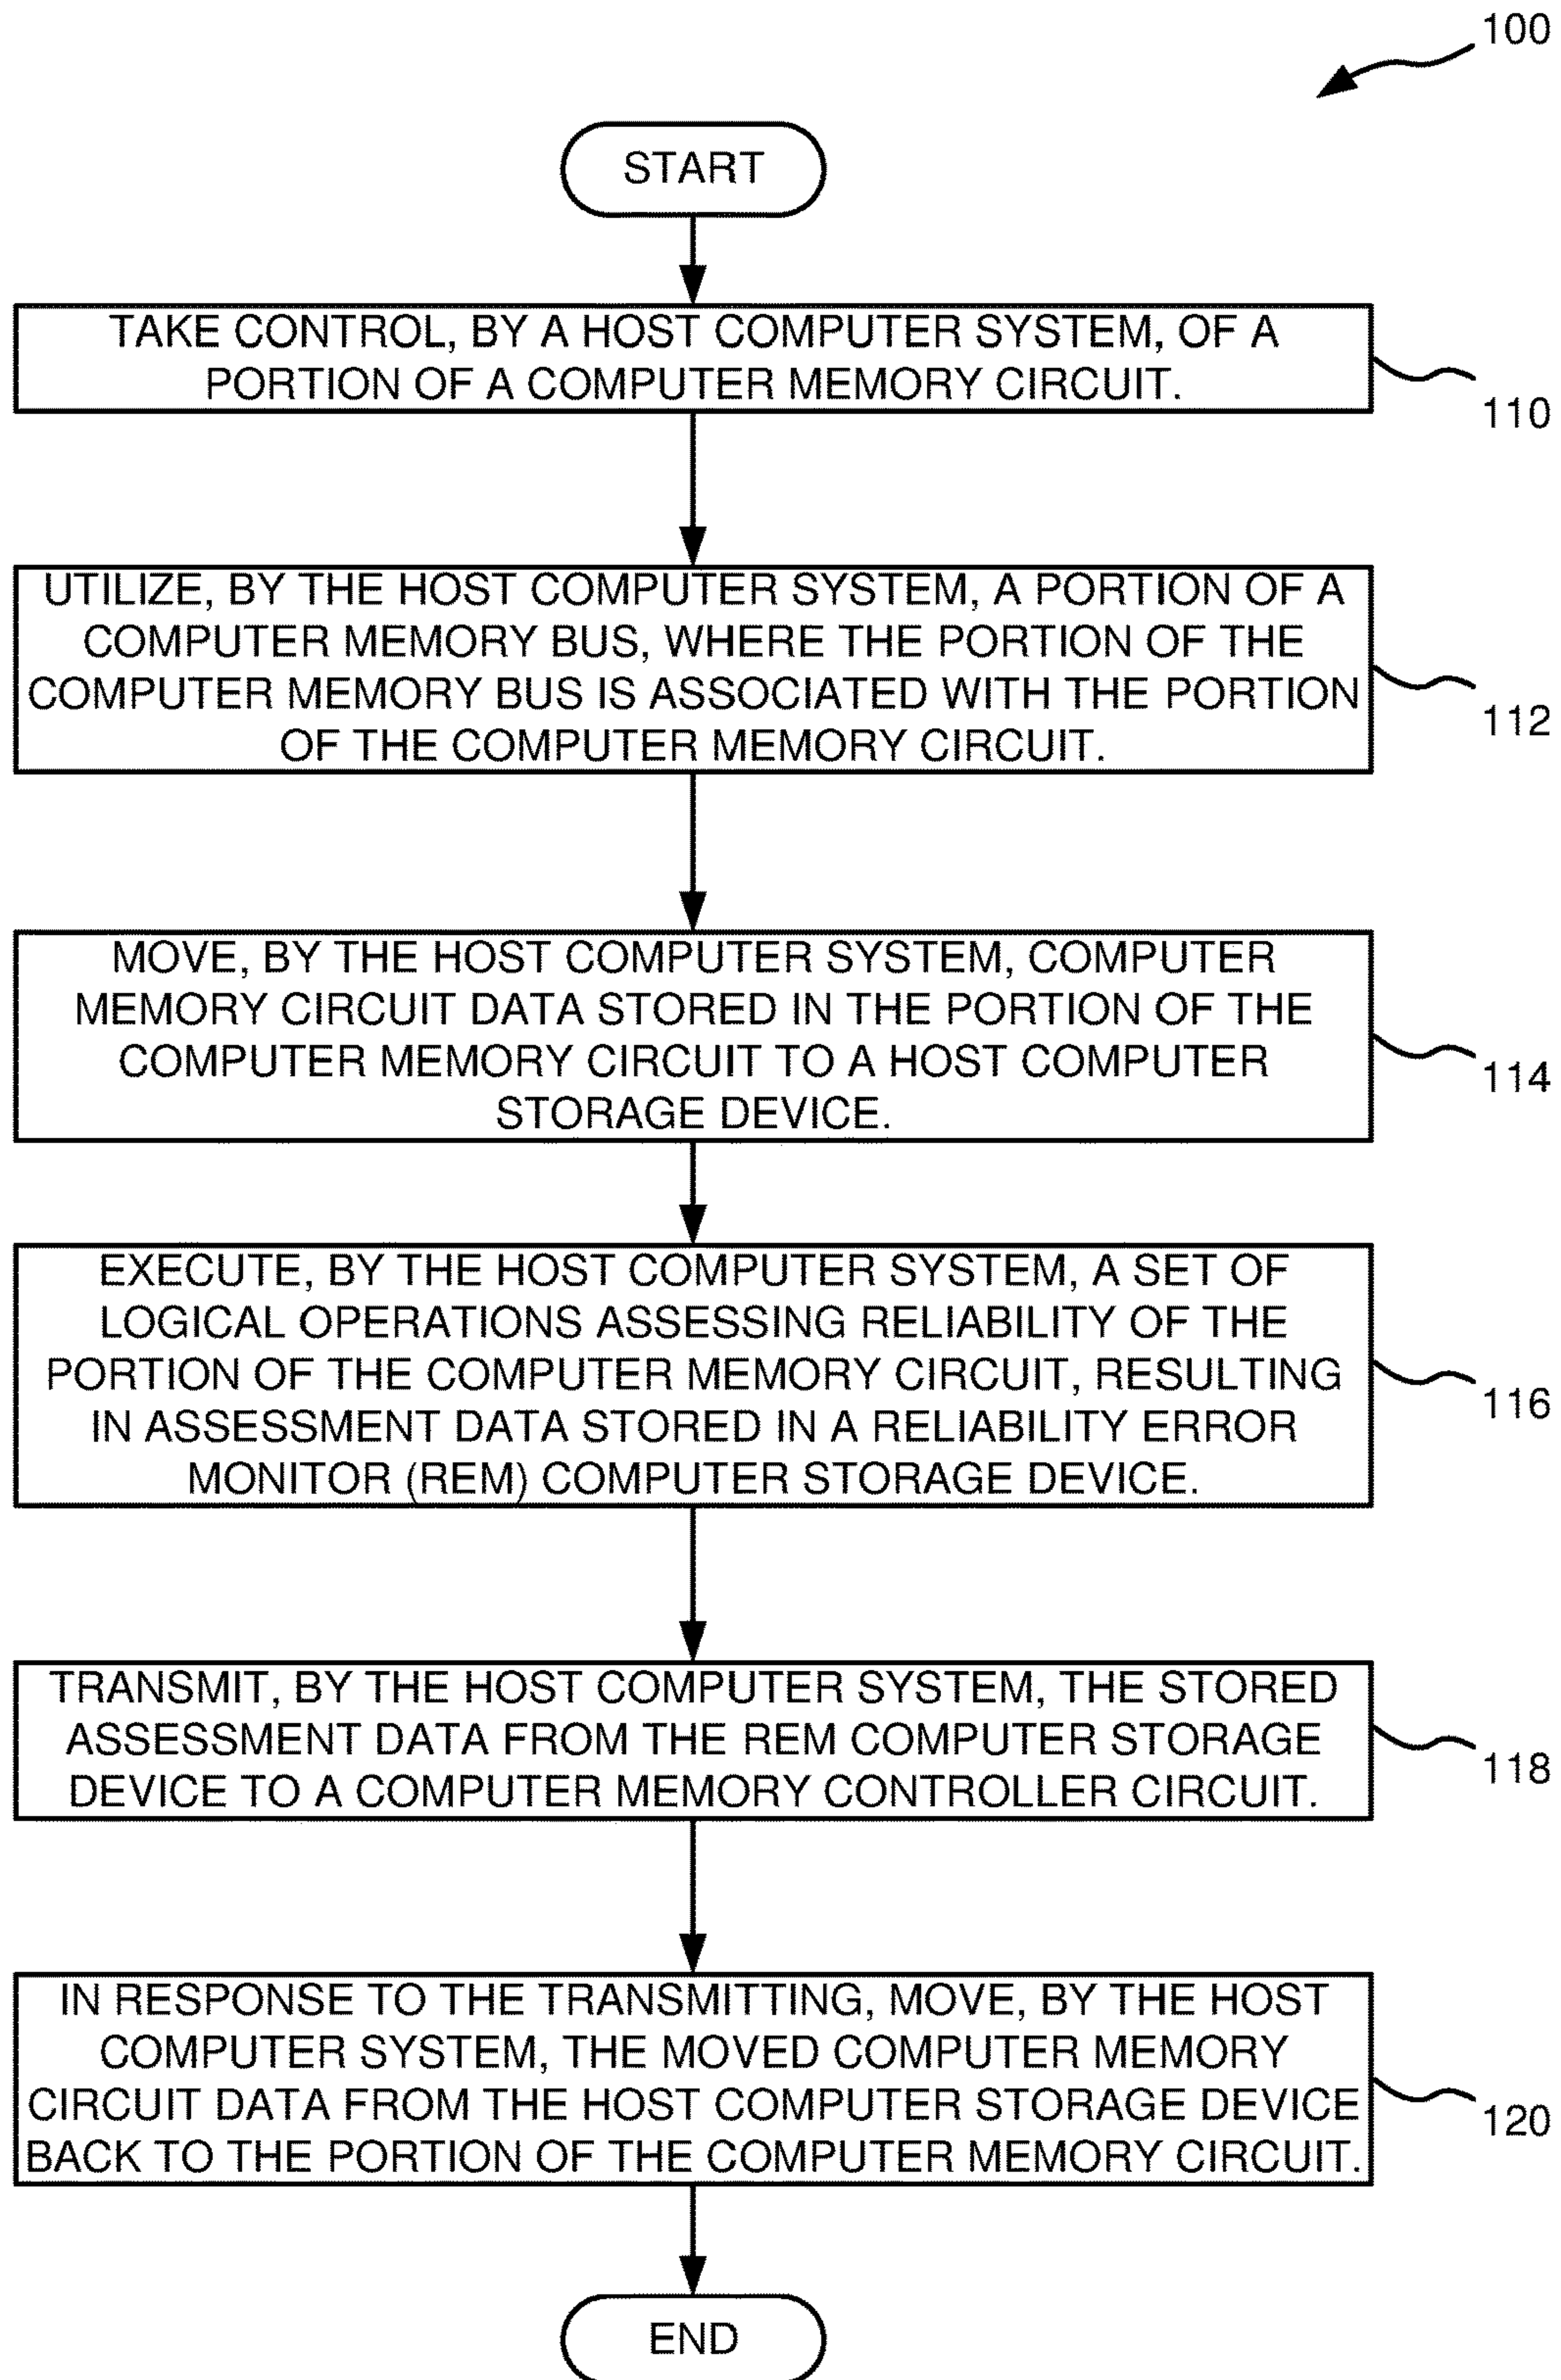 100
START
TAKE CONTROL, BY A HOST COMPUTER SYSTEM, OF A
PORTION OF A COMPUTER MEMORY CIRCUIT.
110
UTILIZE, BY THE HOST COMPUTER SYSTEM, A PORTION OF A
COMPUTER MEMORY BUS, WHERE THE PORTION OF THE
COMPUTER MEMORY BUS IS ASSOCIATED WITH THE PORTION
OF THE COMPUTER MEMORY CIRCUIT.
112
MOVE, BY THE HOST COMPUTER SYSTEM, COMPUTER
MEMORY CIRCUIT DATA STORED IN THE PORTION OF THE
COMPUTER MEMORY CIRCUIT TO A HOST COMPUTER
STORAGE DEVICE.
114
EXECUTE, BY THE HOST COMPUTER SYSTEM, A SET OF
LOGICAL OPERATIONS ASSESSING RELIABILITY OF THE
PORTION OF THE COMPUTER MEMORY CIRCUIT, RESULTING
IN ASSESSMENT DATA STORED IN A RELIABILITY ERROR
MONITOR (REM) COMPUTER STORAGE DEVICE.
116
TRANSMIT, BY THE HOST COMPUTER SYSTEM, THE STORED
ASSESSMENT DATA FROM THE REM COMPUTER STORAGE
DEVICE TO A COMPUTER MEMORY CONTROLLER CIRCUIT.
118
IN RESPONSE TO THE TRANSMITTING, MOVE, BY THE HOST
COMPUTER SYSTEM, THE MOVED COMPUTER MEMORY
CIRCUIT DATA FROM THE HOST COMPUTER STORAGE DEVICE
BACK TO THE PORTION OF THE COMPUTER MEMORY CIRCUIT.
120
END